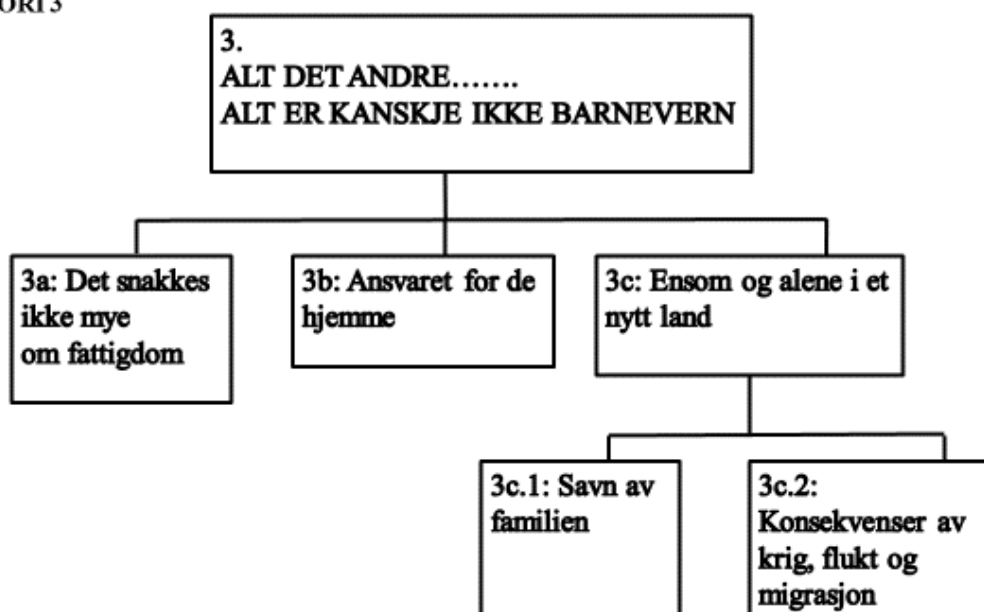 3.
ALT DET ANDRE…….
ALT ER KANSKJE IKKE BARNEVERN
3a: Det snakkes
ikke mye
om fattigdom
3b: Ansvaret for de
hjemme
3c: Ensom og alene i et
nytt land
3c.1: Savn av
familien
3c.2:
Konsekvenser av
krig, flukt og
migrasjon